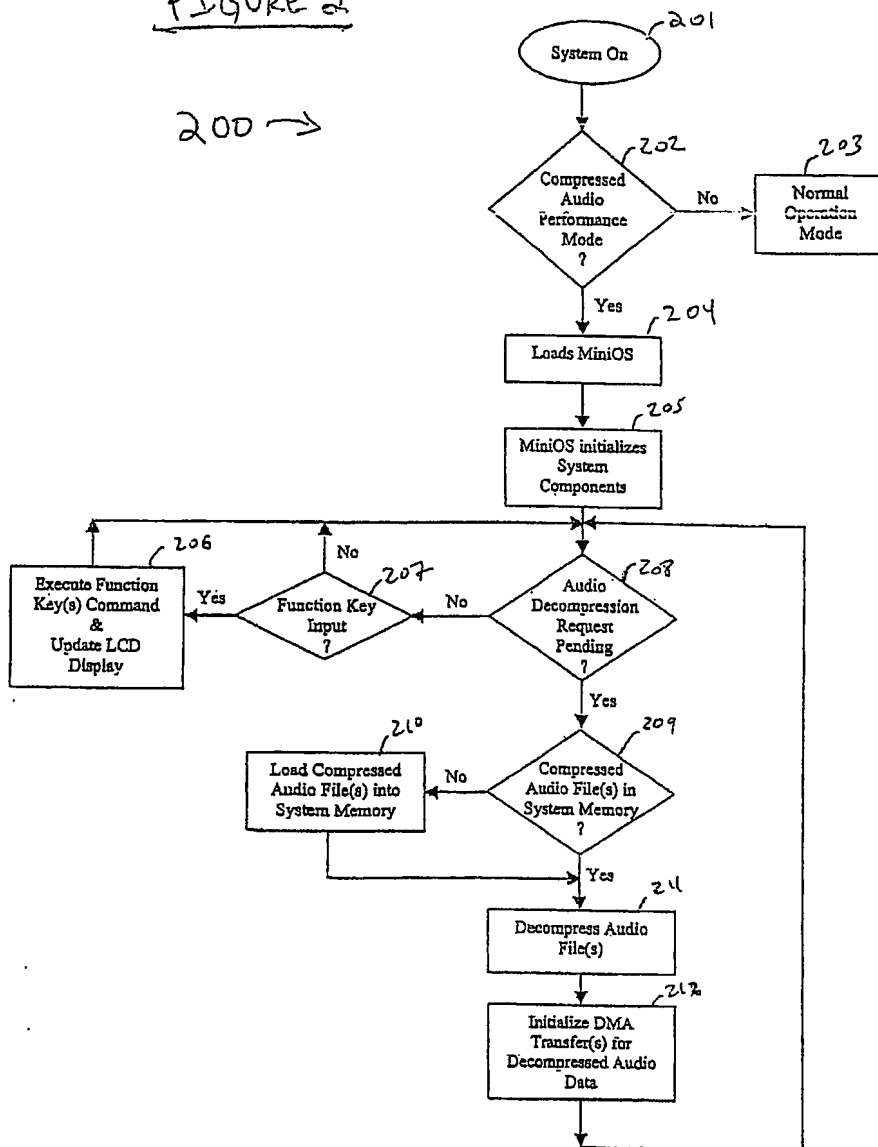 FIGURE 2
200
201
System On
202
Compressed
Audio
Performance
Mode
?
No
203
Normal
Operation
Mode
Yes
204
Loads MiniOS
205
MiniOS initializes
System
Components
206
Execute Function
Key(s) Command
&
Update LCD
Display
Yes
No
207
Function Key
Input
?
No
208
Audio
Decompression
Request
Pending
?
Yes
210
Load Compressed
Audio File(s) into
System Memory
No
209
Compressed
Audio File(s) in
System Memory
?
Yes
211
Decompress Audio
File(s)
212
Initialize DMA
Transfer(s) for
Decompressed Audio
Data